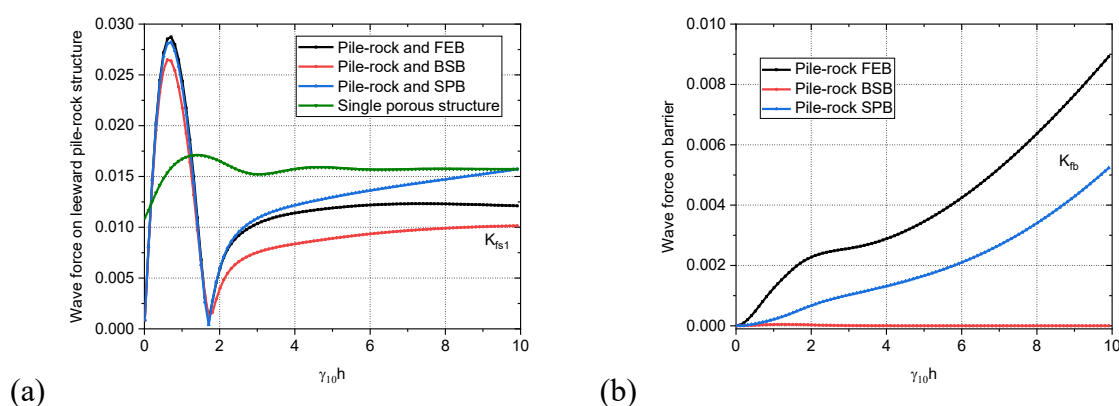 0.030
0.025
0.020
0.015
0.010
0.005
0.000
Wave force on leeward pile-rock structure
Pile-rock and FEB
Pile-rock and BSB
Pile-rock and SPB
Single porous structure
K_fs1
0 2 4 6 8 10
γ₁₀h
(a)
0.010
0.008
0.006
0.004
0.002
0.000
Wave force on barrier
Pile-rock FEB
Pile-rock BSB
Pile-rock SPB
K_fb
0 2 4 6 8 10
γ₁₀h
(b)